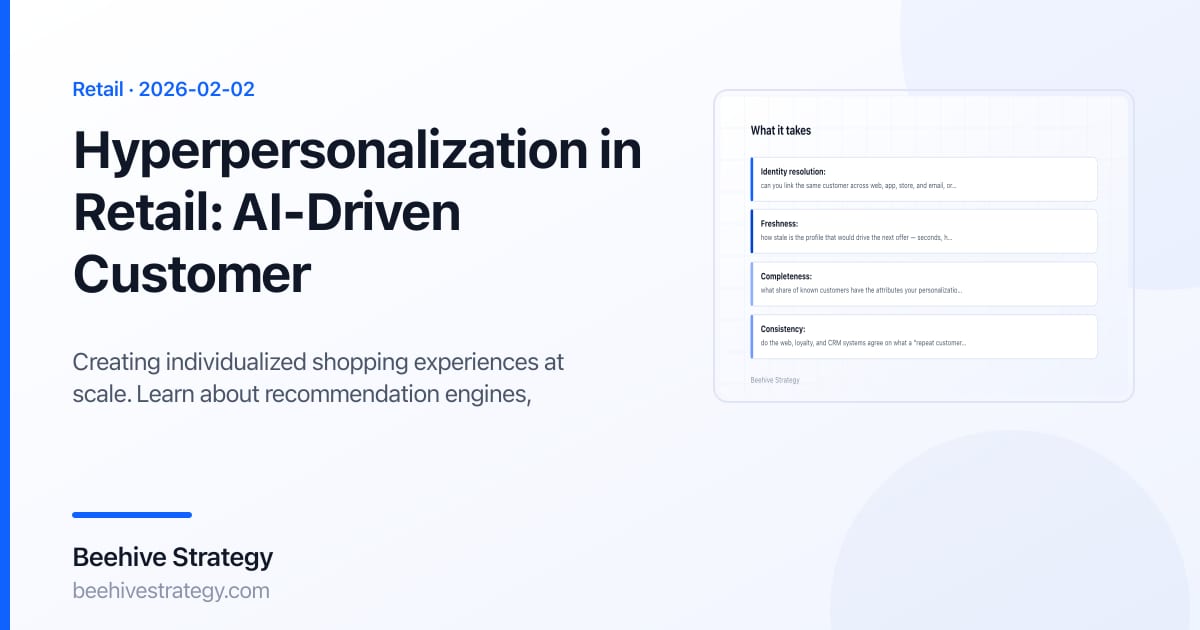 Retail · 2026-02-02
Hyperpersonalization in
Retail: AI-Driven
Customer
Creating individualized shopping experiences at
scale. Learn about recommendation engines,
Beehive Strategy
beehivestrategy.com
What it takes
Identity resolution:
can you link the same customer across web, app, store, and email, or...
Freshness:
how stale is the profile that would drive the next offer — seconds, h...
Completeness:
what share of known customers have the attributes your personalizatio...
Consistency:
do the web, loyalty, and CRM systems agree on what a "repeat customer...
Beehive Strategy